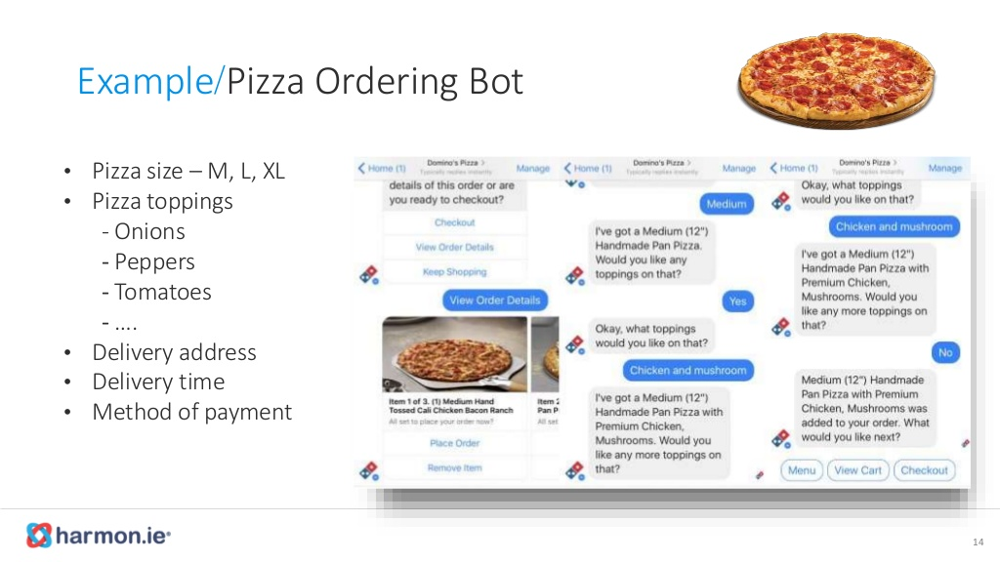 Example/Pizza Ordering Bot
• Pizza size – M, L, XL
• Pizza toppings
- Onions
- Peppers
- Tomatoes
- ....
• Delivery address
• Delivery time
• Method of payment
Home (1)
Domino's Pizza >
Typically replies instantly
Manage
details of this order or are
you ready to checkout?
Checkout
View Order Details
Keep Shopping
View Order Details
Item 1 of 3. (1) Medium Hand
Tossed Cali Chicken Bacon Ranch
All set to place your order now?
Place Order
Remove Item
Item 2
Pan P
All set
Home (1)
Domino's Pizza >
Typically replies instantly
Manage
Medium
I've got a Medium (12")
Handmade Pan Pizza.
Would you like any
toppings on that?
Yes
Okay, what toppings
would you like on that?
Chicken and mushroom
I've got a Medium (12")
Handmade Pan Pizza with
Premium Chicken,
Mushrooms. Would you
like any more toppings on
that?
Home (1)
Domino's Pizza >
Typically replies instantly
Manage
Okay, what toppings
would you like on that?
Chicken and mushroom
I've got a Medium (12")
Handmade Pan Pizza with
Premium Chicken,
Mushrooms. Would you
like any more toppings on
that?
No
Medium (12") Handmade
Pan Pizza with Premium
Chicken, Mushrooms was
added to your order. What
would you like next?
Menu
View Cart
Checkout
harmon.ie
14